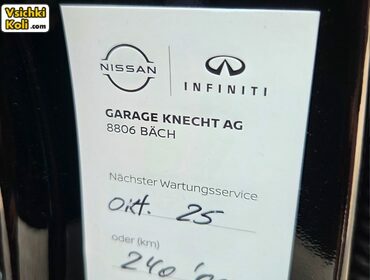 Vsichki
Koli.com
NISSAN
INFINITI
GARAGE KNECHT AG
8806 BÄCH
Nächster Wartungsservice
Okt. 25
oder (km)